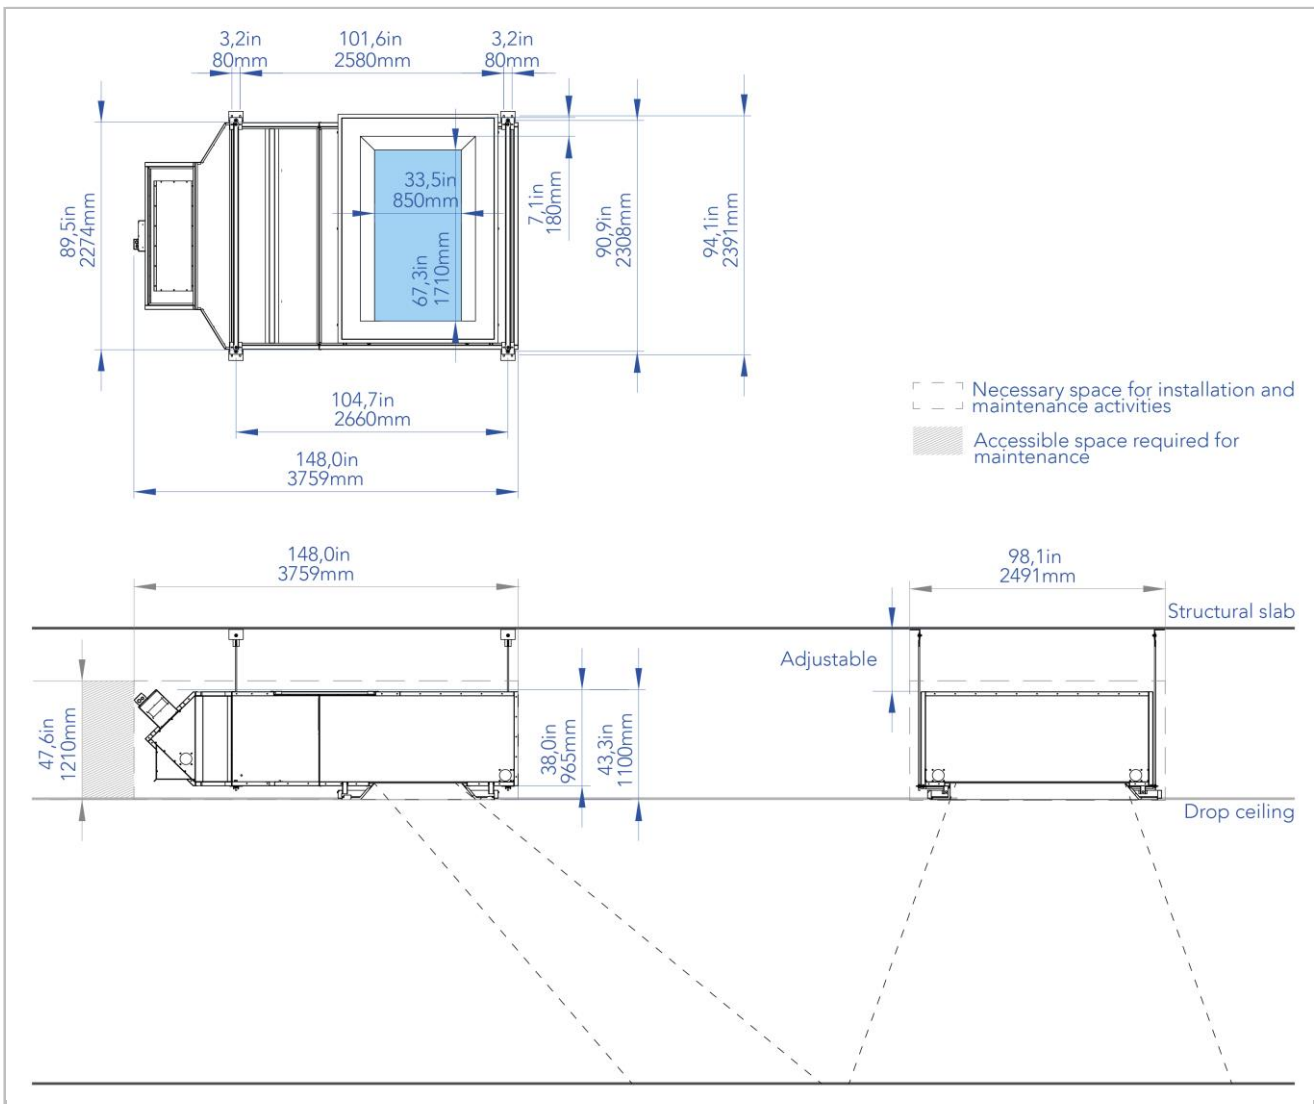 3,2in
80mm
101,6in
2580mm
3,2in
80mm
89,5in
2274mm
33,5in
850mm
67,3in
1710mm
7,1in
180mm
90,9in
2308mm
94,1in
2391mm
104,7in
2660mm
148,0in
3759mm
Necessary space for installation and
maintenance activities
Accessible space required for
maintenance
148,0in
3759mm
98,1in
2491mm
Structural slab
Adjustable
47,6in
1210mm
38,0in
965mm
43,3in
1100mm
Drop ceiling